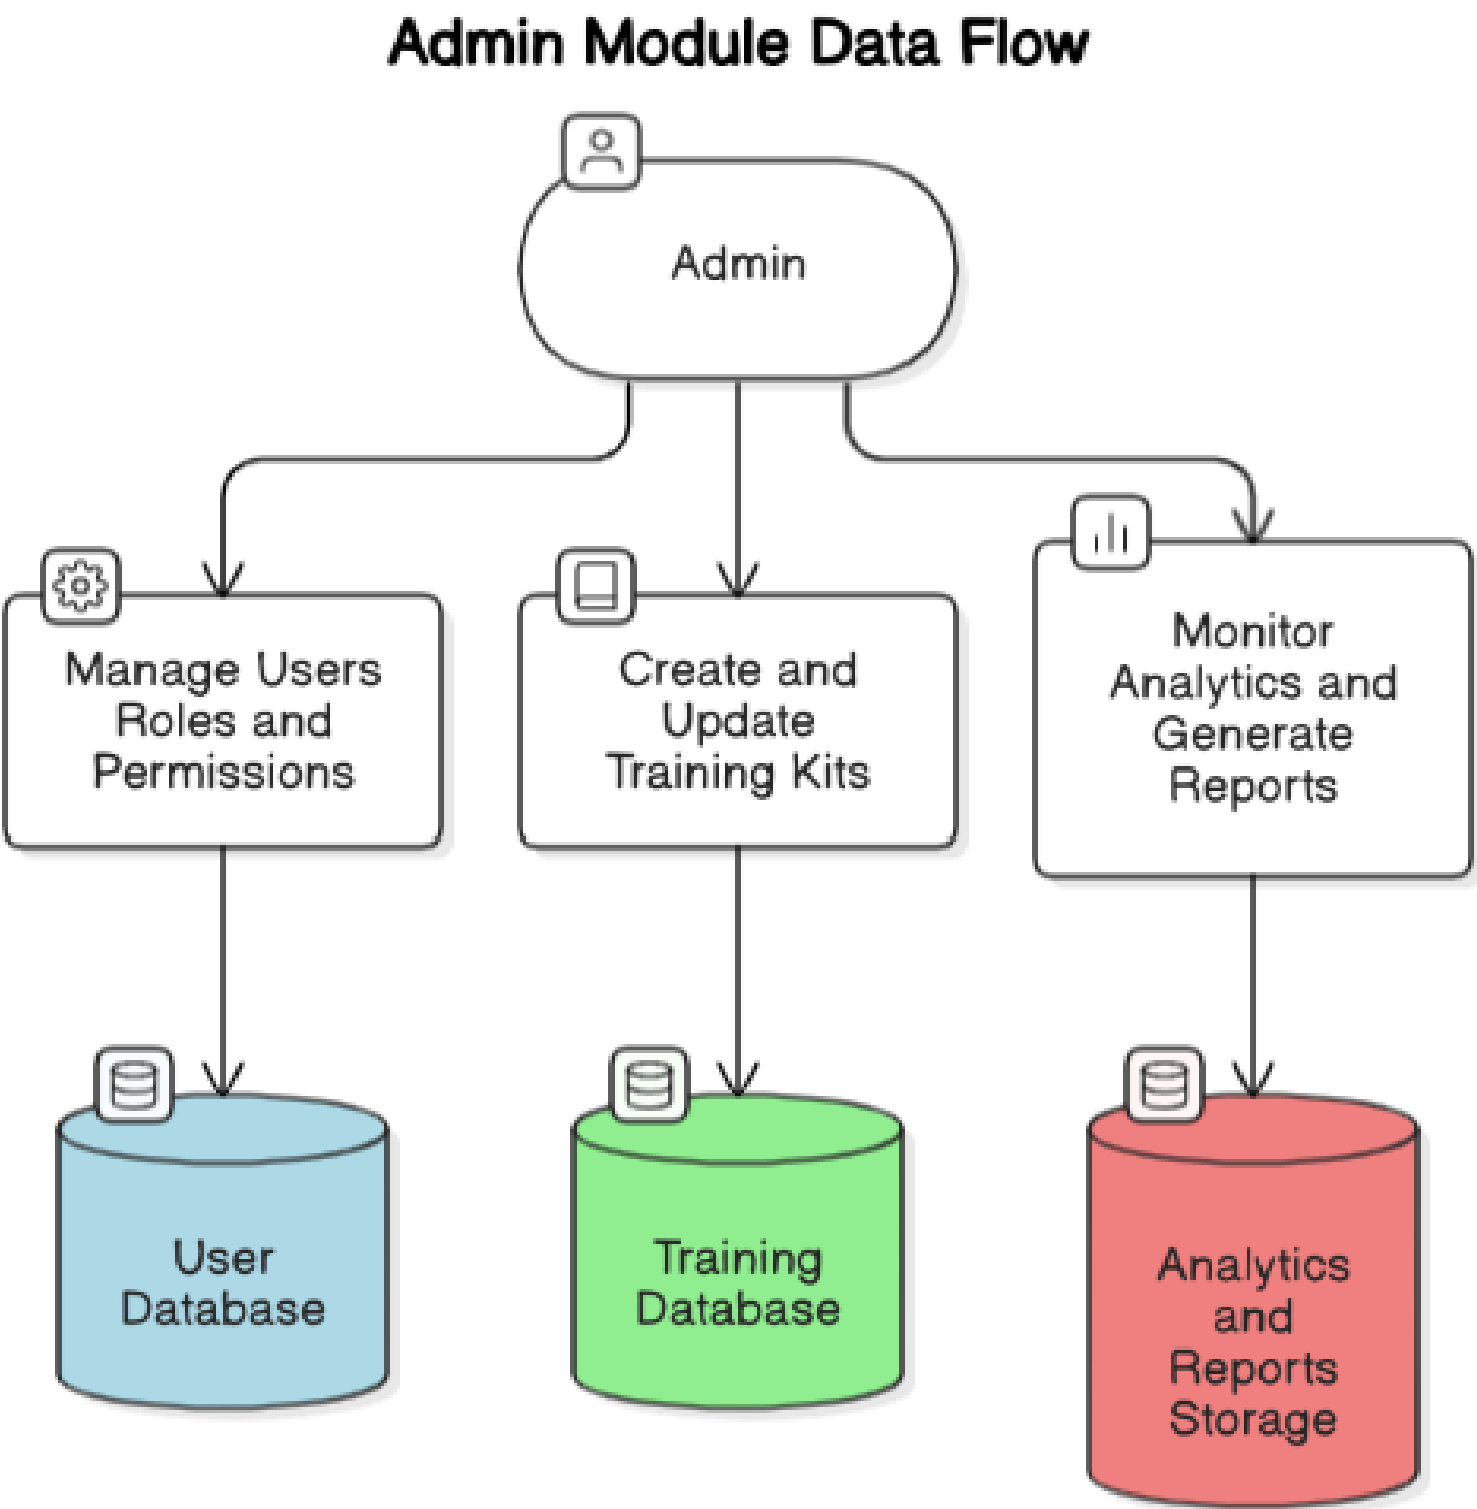 Admin Module Data Flow
Admin
Manage Users
Roles and
Permissions
Create and
Update
Training Kits
Monitor
Analytics and
Generate
Reports
User
Database
Training
Database
Analytics
and
Reports
Storage